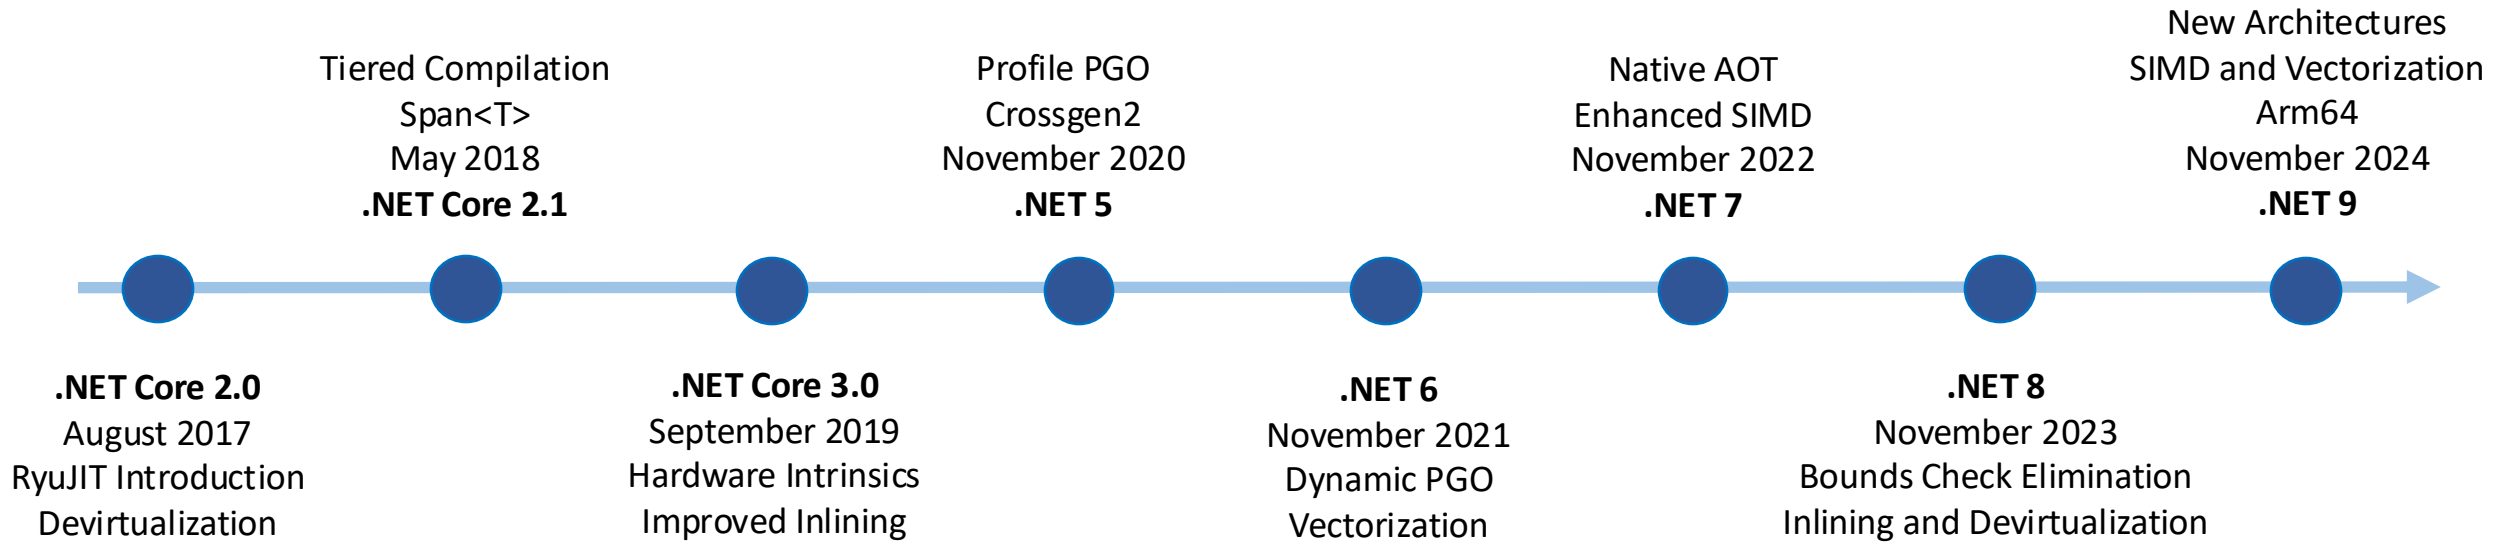 .NET Core 2.0
August 2017
RyuJIT Introduction
Devirtualization
Tiered Compilation
Span<T>
May 2018
.NET Core 2.1
.NET Core 3.0
September 2019
Hardware Intrinsics
Improved Inlining
Profile PGO
Crossgen2
November 2020
.NET 5
.NET 6
November 2021
Dynamic PGO
Vectorization
Native AOT
Enhanced SIMD
November 2022
.NET 7
.NET 8
November 2023
Bounds Check Elimination
Inlining and Devirtualization
New Architectures
SIMD and Vectorization
Arm64
November 2024
.NET 9